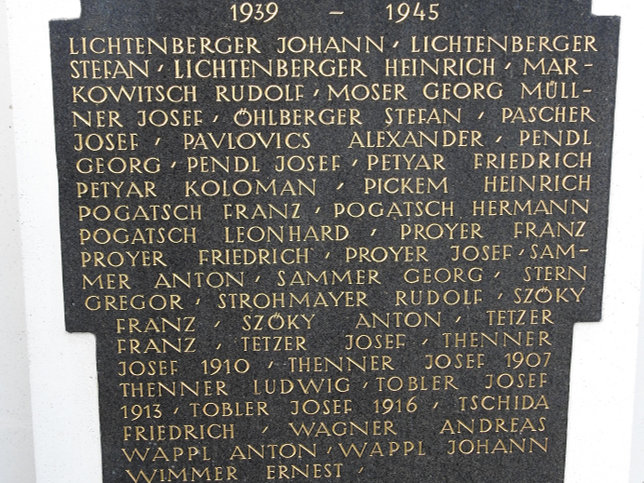 1939 – 1945
LICHTENBERGER JOHANN, LICHTENBERGER
STEFAN, LICHTENBERGER HEINRICH, MAR-
KOWITSCH RUDOLF, MOSER GEORG MÜLL-
NER JOSEF, ÖHLBERGER STEFAN, PASCHER
JOSEF, PAVLOVICS ALEXANDER, PENDL
GEORG, PENDL JOSEF, PETYAR FRIEDRICH
PETYAR KOLOMAN, PICKEM HEINRICH
POGATSCH FRANZ, POGATSCH HERMANN
POGATSCH LEONHARD, PROYER FRANZ
PROYER FRIEDRICH, PROYER JOSEF, SAM-
MER ANTON, SAMMER GEORG, STERN
GREGOR, STROHMAYER RUDOLF, SZÖKY
FRANZ, SZÖKY ANTON, TETZER
FRANZ, TETZER JOSEF, THENNER
JOSEF 1910, THENNER JOSEF 1907
THENNER LUDWIG, TOBLER JOSEF
1913, TOBLER JOSEF 1916, TSCHIDA
FRIEDRICH, WAGNER ANDREAS
WAPPL ANTON, WAPPL JOHANN
WIMMER ERNEST,